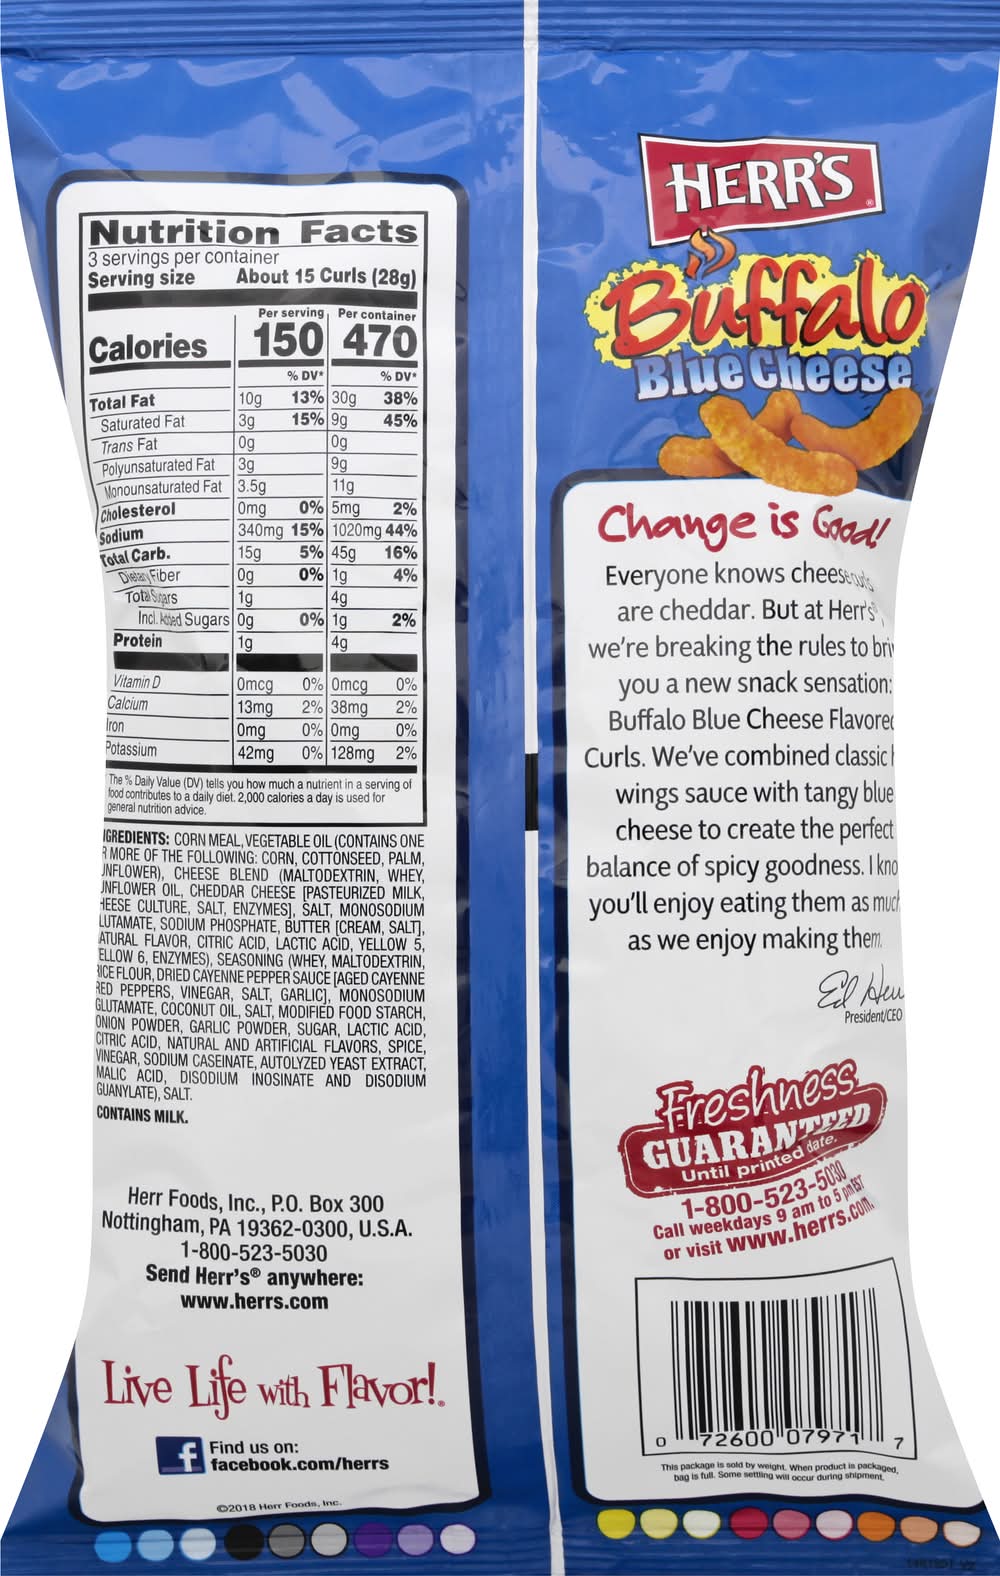 Nutrition Facts
3 servings per container
Serving size About 15 Curls (28g)
Per serving Per container
Calories 150 470
% DV* % DV*
Total Fat 10g 13% 30g 38%
Saturated Fat 3g 15% 9g 45%
Trans Fat 0g 0g
Polyunsaturated Fat 3g 9g
Monounsaturated Fat 3.5g 11g
Cholesterol 0mg 0% 5mg 2%
Sodium 340mg 15% 1020mg 44%
Total Carb. 15g 5% 45g 16%
Dietary Fiber 0g 0% 1g 4%
Total Sugars 1g 4g
Incl. Added Sugars 0g 0% 1g 2%
Protein 1g 4g
Vitamin D 0mcg 0% 0mcg 0%
Calcium 13mg 2% 38mg 2%
Iron 0mg 0% 0mg 0%
Potassium 42mg 0% 128mg 2%
The % Daily Value (DV) tells you how much a nutrient in a serving of
food contributes to a daily diet. 2,000 calories a day is used for
general nutrition advice.
NGREDIENTS: CORN MEAL, VEGETABLE OIL (CONTAINS ONE
R MORE OF THE FOLLOWING: CORN, COTTONSEED, PALM,
UNFLOWER), CHEESE BLEND (MALTODEXTRIN, WHEY,
UNFLOWER OIL, CHEDDAR CHEESE [PASTEURIZED MILK,
HEESE CULTURE, SALT, ENZYMES], SALT, MONOSODIUM
LUTAMATE, SODIUM PHOSPHATE, BUTTER [CREAM, SALT],
ATURAL FLAVOR, CITRIC ACID, LACTIC ACID, YELLOW 5,
ELLOW 6, ENZYMES), SEASONING (WHEY, MALTODEXTRIN,
RICE FLOUR, DRIED CAYENNE PEPPER SAUCE [AGED CAYENNE
RED PEPPERS, VINEGAR, SALT, GARLIC], MONOSODIUM
GLUTAMATE, COCONUT OIL, SALT, MODIFIED FOOD STARCH,
ONION POWDER, GARLIC POWDER, SUGAR, LACTIC ACID,
CITRIC ACID, NATURAL AND ARTIFICIAL FLAVORS, SPICE,
VINEGAR, SODIUM CASEINATE, AUTOLYZED YEAST EXTRACT,
MALIC ACID, DISODIUM INOSINATE AND DISODIUM
GUANYLATE), SALT.
CONTAINS MILK.
Herr Foods, Inc., P.O. Box 300
Nottingham, PA 19362-0300, U.S.A.
1-800-523-5030
Send Herr's® anywhere:
www.herrs.com
Live Life with Flavor!®
f Find us on:
facebook.com/herrs
©2018 Herr Foods, Inc.
HERR'S®
Buffalo
Blue Cheese
Change is Good!
Everyone knows cheese curls
are cheddar. But at Herr's®,
we're breaking the rules to brin
you a new snack sensation:
Buffalo Blue Cheese Flavored
Curls. We've combined classic h
wings sauce with tangy blue
cheese to create the perfect
balance of spicy goodness. I kno
you'll enjoy eating them as much
as we enjoy making them.
Ed Herr
President/CEO
Freshness
GUARANTEED
Until printed date.
1-800-523-5030
Call weekdays 9 am to 5 pm EST
or visit www.herrs.com.
0 72600 07971 7
This package is sold by weight. When product is packaged,
bag is full. Some settling will occur during shipment.